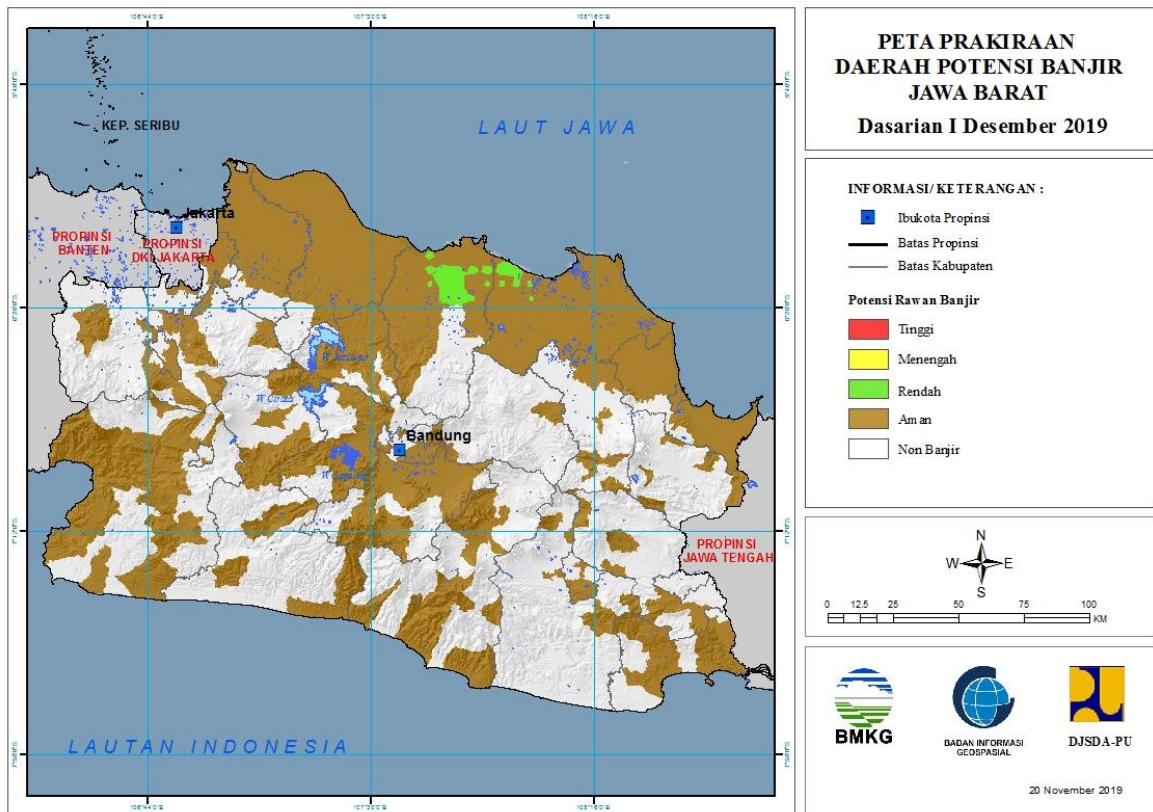 PETA PRAKIRAAN
DAERAH POTENSI BANJIR
JAWA BARAT
Dasarian I Desember 2019
INFORMASI/ KETERANGAN :
Ibukota Propinsi
Batas Propinsi
Batas Kabupaten
Potensi Rawan Banjir
Tinggi
Menengah
Rendah
Aman
Non Banjir
N
W E
S
0 12.5 25 50 75 100
KM
BMKG
BADAN INFORMASI
GEOSPASIAL
DJSDA-PU
20 November 2019
KEP. SERIBU
LAUT JAWA
Jakarta
PROPINSI
BANTEN
PROPINSI
DKI JAKARTA
W Cirata
Bandung
PROPINSI
JAWA TENGAH
LAUTAN INDONESIA